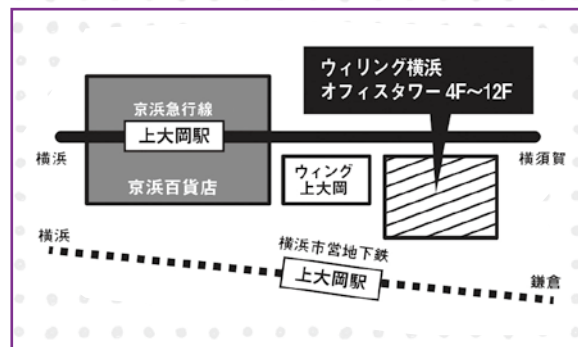 ウィリング横浜
オフィスタワー 4F〜12F
京浜急行線
上大岡駅
横浜
横須賀
京浜百貨店
ウィング
上大岡
横浜
横浜市営地下鉄
上大岡駅
鎌倉